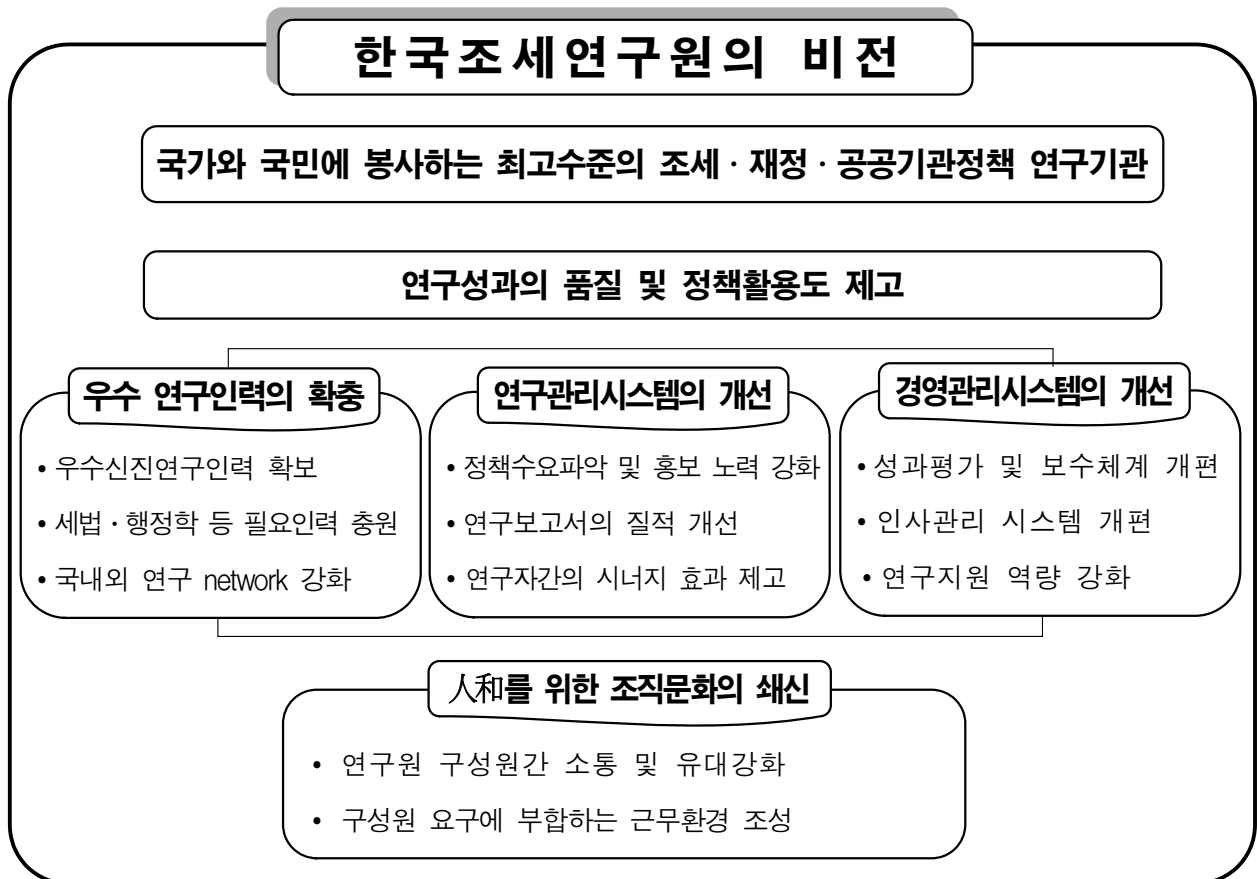 한국조세연구원의 비전
국가와 국민에 봉사하는 최고수준의 조세 · 재정 · 공공기관정책 연구기관
연구성과의 품질 및 정책활용도 제고
우수 연구인력의 확충
• 우수신진연구인력 확보
• 세법 · 행정학 등 필요인력 충원
• 국내외 연구 network 강화
연구관리시스템의 개선
• 정책수요파악 및 홍보 노력 강화
• 연구보고서의 질적 개선
• 연구자간의 시너지 효과 제고
경영관리시스템의 개선
• 성과평가 및 보수체계 개편
• 인사관리 시스템 개편
• 연구지원 역량 강화
人和를 위한 조직문화의 쇄신
• 연구원 구성원간 소통 및 유대강화
• 구성원 요구에 부합하는 근무환경 조성